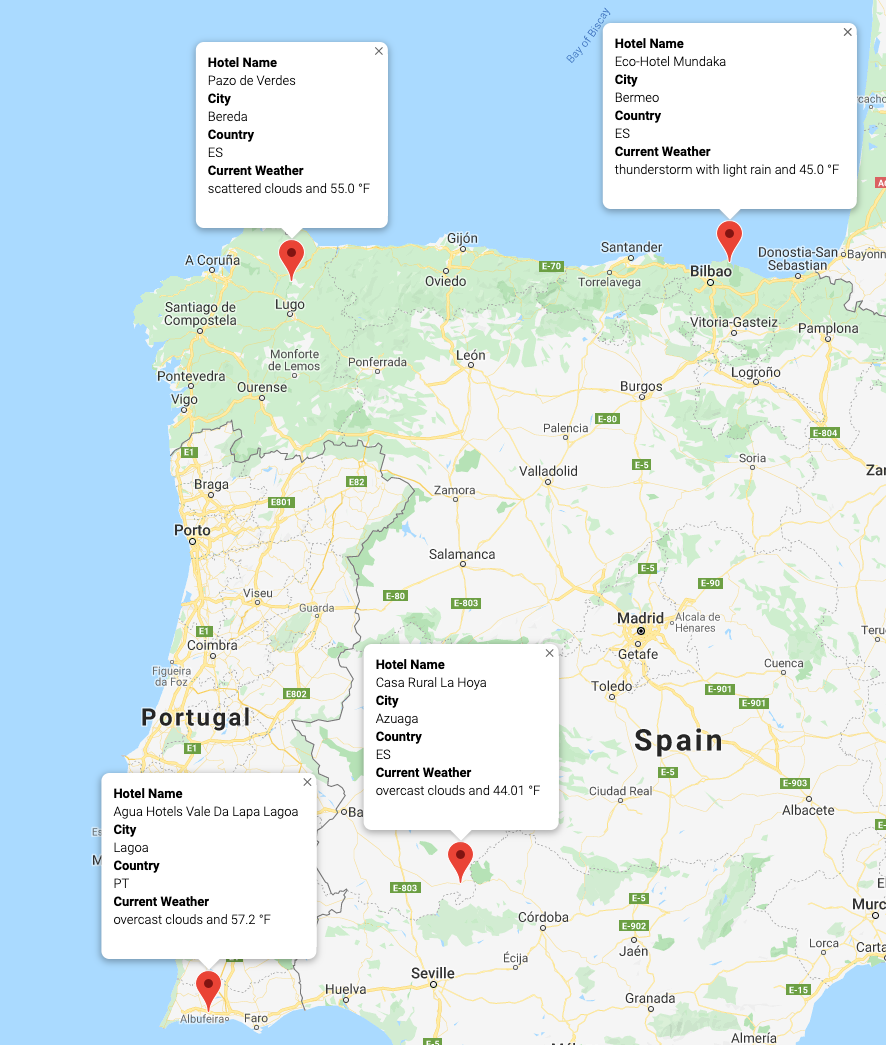 Bay of Biscay
Hotel Name
Eco-Hotel Mundaka
City
Bermeo
Country
ES
Current Weather
thunderstorm with light rain and 45.0 °F
Hotel Name
Pazo de Verdes
City
Bereda
Country
ES
Current Weather
scattered clouds and 55.0 °F
A Coruña
Gijón
Santander
Donostia-San
Sebastian
Bayonn
E-70
Oviedo
Torrelavega
Bilbao
Lugo
Santiago de
Compostela
Vitoria-Gasteiz
Pamplona
Monforte
de Lemos
Ponferrada
León
Logroño
Pontevedra
Ourense
Burgos
Vigo
E-80
Palencia
E-804
E1
Soria
E-5
Valladolid
Zar
Braga
E82
Zamora
E801
Porto
Salamanca
E-5
E-90
Viseu
E-80
E-803
Guarda
Madrid
Alcala de
Henares
E1
Coimbra
Getafe
Teru
Cuenca
Figueira
da Foz
Toledo
E802
E-901
E-901
Portugal
Spain
E1
Hotel Name
Casa Rural La Hoya
City
Azuaga
Country
ES
Current Weather
overcast clouds and 44.01 °F
E-5
E-903
Ciudad Real
Albacete
Ba
Hotel Name
Agua Hotels Vale Da Lapa Lagoa
City
Lagoa
Country
PT
Current Weather
overcast clouds and 57.2 °F
Es
M
E-803
E-5
Murc
Córdoba
E-902
Jaén
Lorca
Carta
Écija
Seville
Huelva
E-15
Granada
Albufeira
Faro
Almería
E-5